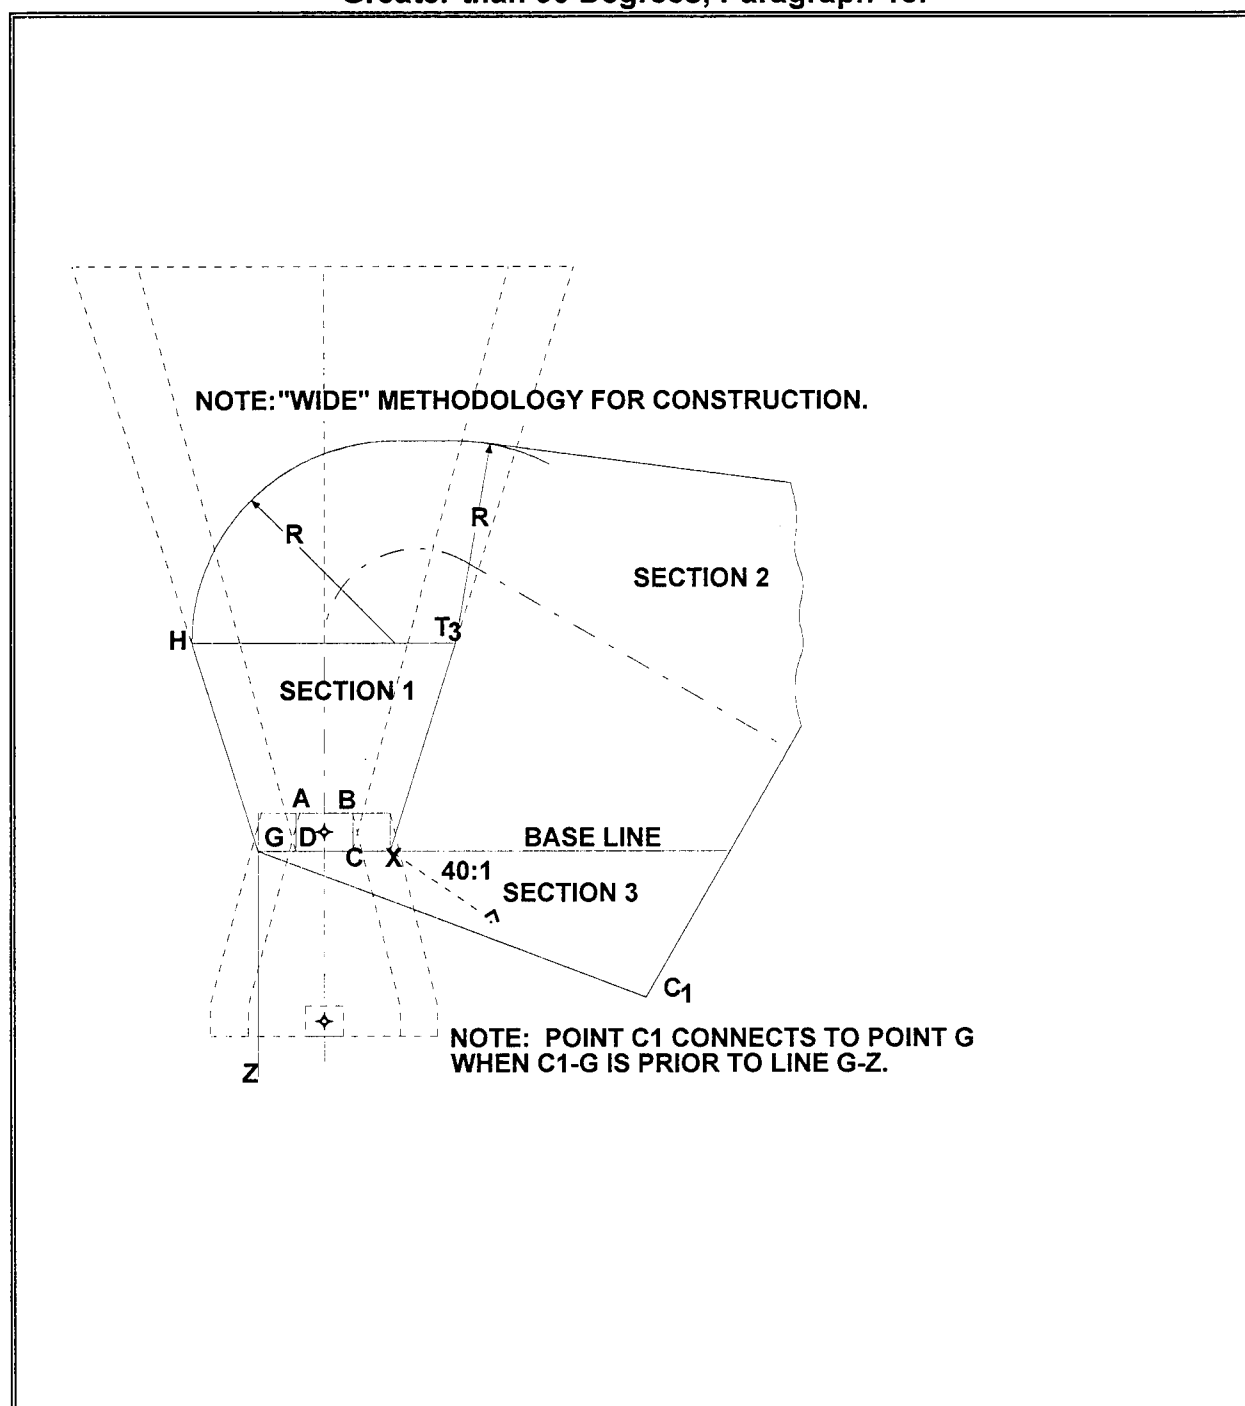 NOTE: "WIDE" METHODOLOGY FOR CONSTRUCTION.
R
R
SECTION 2
H
T3
SECTION 1
A B
G D BASE LINE
C X
40:1
SECTION 3
C1
NOTE: POINT C1 CONNECTS TO POINT G
WHEN C1-G IS PRIOR TO LINE G-Z.
Z